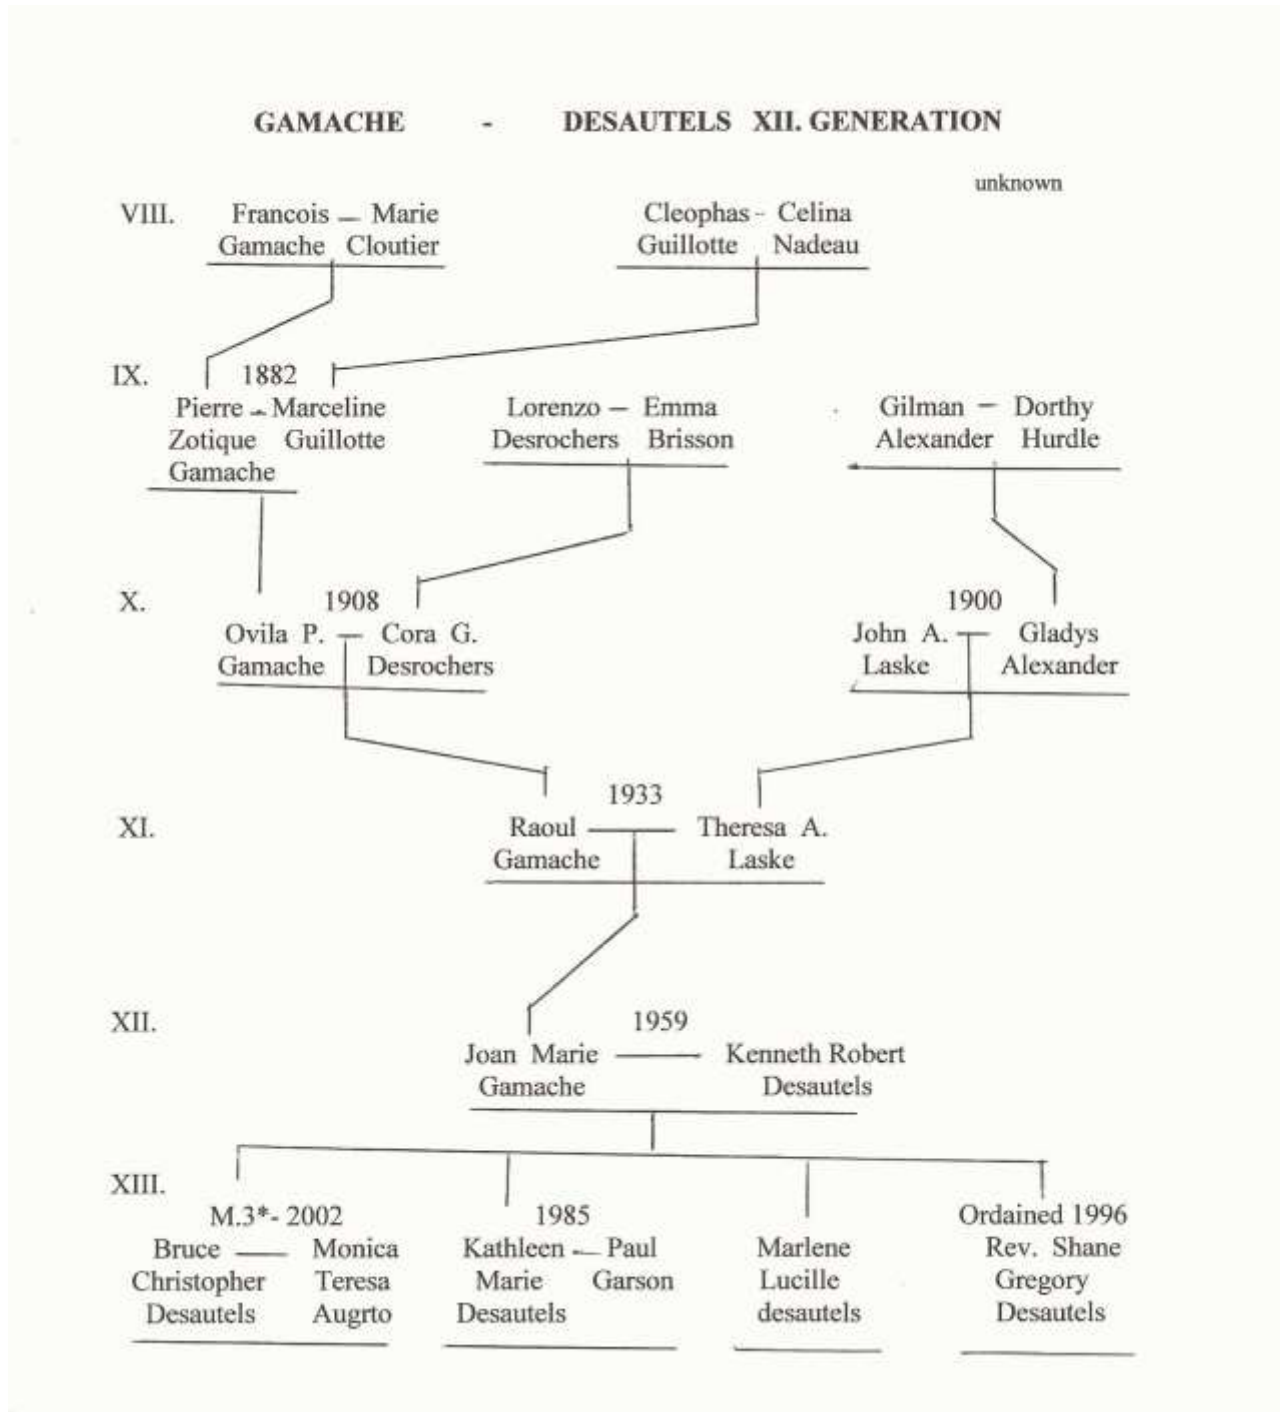 GAMACHE - DESAUTELS XII. GENERATION
unknown
VIII. Francois — Marie Cleophas - Celina
Gamache Cloutier Guillotte Nadeau
IX. 1882
Pierre - Marceline Lorenzo — Emma Gilman — Dorthy
Zotique Guillotte Desrochers Brisson Alexander Hurdle
Gamache
X. 1908 1900
Ovila P. — Cora G. John A. — Gladys
Gamache Desrochers Laske Alexander
1933
XI. Raoul — Theresa A.
Gamache Laske
XII. 1959
Joan Marie — Kenneth Robert
Gamache Desautels
XIII.
M.3*- 2002 1985 Ordained 1996
Bruce — Monica Kathleen — Paul Marlene Rev. Shane
Christopher Teresa Marie Garson Lucille Gregory
Desautels Augrto Desautels desautels Desautels